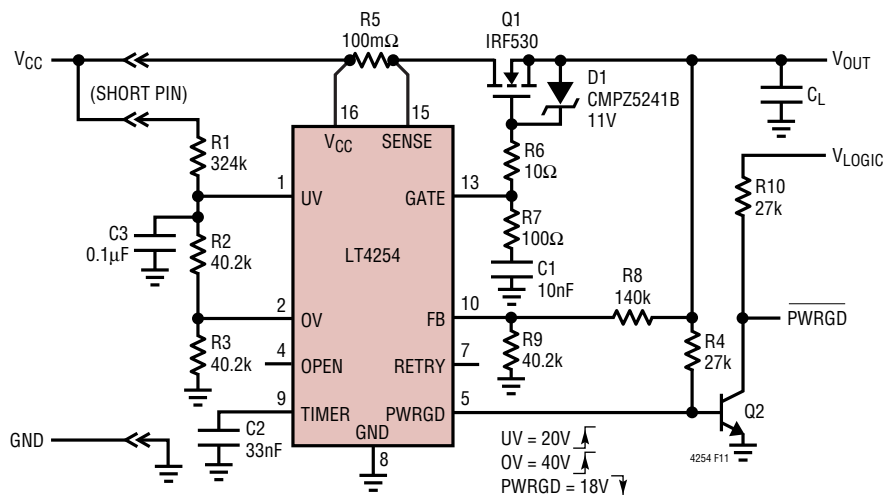 R5
100mΩ
Q1
IRF530
VCC
VOUT
D1
CMPZ5241B
11V
CL
(SHORT PIN)
16
15
VCC
SENSE
R1
324k
R6
10Ω
VLOGIC
R10
27k
1
UV
GATE
13
R7
100Ω
C3
0.1µF
R2
40.2k
LT4254
C1
10nF
R8
140k
2
OV
FB
10
PWRGD
R3
40.2k
R9
40.2k
R4
27k
4
OPEN
RETRY
7
9
TIMER
PWRGD
5
Q2
C2
33nF
GND
8
GND
UV = 20V
OV = 40V
PWRGD = 18V
4254 F11